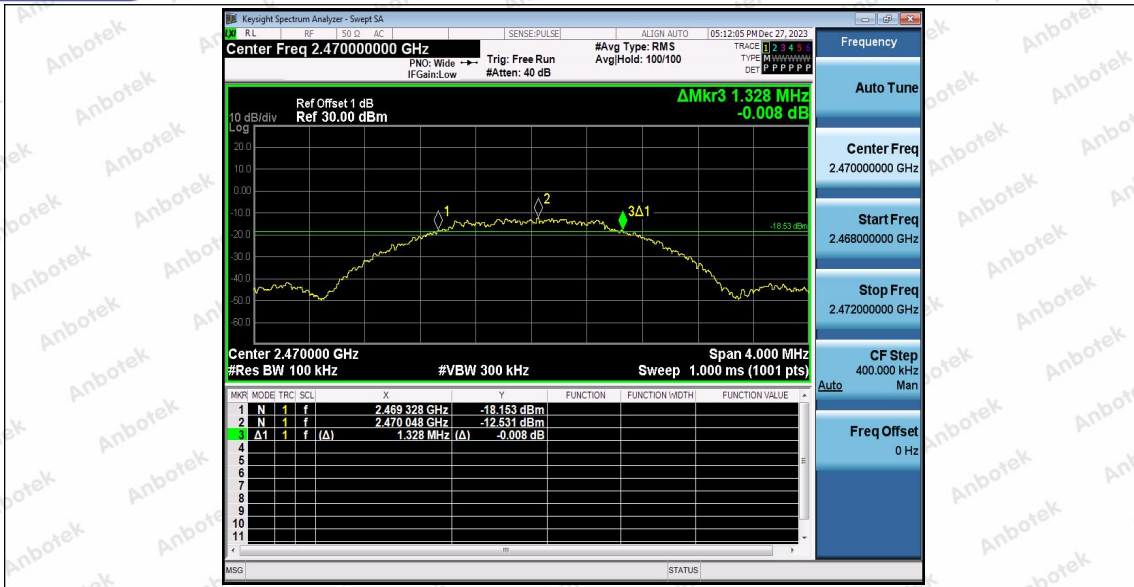 Keysight Spectrum Analyzer - Swept SA
LXI RL RF 50 Ω AC SENSE:PULSE ALIGN AUTO 05:12:05 PM Dec 27, 2023
Center Freq 2.470000000 GHz
PNO: Wide
IFGain:Low
Trig: Free Run
#Atten: 40 dB
#Avg Type: RMS
Avg|Hold: 100/100
TRACE 1 2 3 4 5 6
TYPE M W W W W W
DET P P P P P P
Frequency
Auto Tune
Center Freq
2.470000000 GHz
Start Freq
2.468000000 GHz
Stop Freq
2.472000000 GHz
CF Step
400.000 kHz
Auto Man
Freq Offset
0 Hz
Ref Offset 1 dB
10 dB/div Ref 30.00 dBm
Log
ΔMkr3 1.328 MHz
-0.008 dB
20.0
10.0
0.00
-10.0
-20.0
-30.0
-40.0
-50.0
-60.0
1
2
3Δ1
-18.53 dBm
Center 2.470000 GHz Span 4.000 MHz
#Res BW 100 kHz #VBW 300 kHz Sweep 1.000 ms (1001 pts)
MKR MODE TRC SCL X Y FUNCTION FUNCTION WIDTH FUNCTION VALUE
1 N 1 f 2.469 328 GHz -18.153 dBm
2 N 1 f 2.470 048 GHz -12.531 dBm
3 Δ1 1 f (Δ) 1.328 MHz (Δ) -0.008 dB
4
5
6
7
8
9
10
11
MSG STATUS
Anbotek